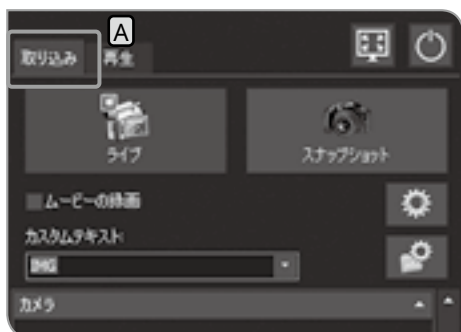 A
取り込み 再生
ライブ スナップショット
ムービーの録画
カスタムテキスト:
IMG
カメラ